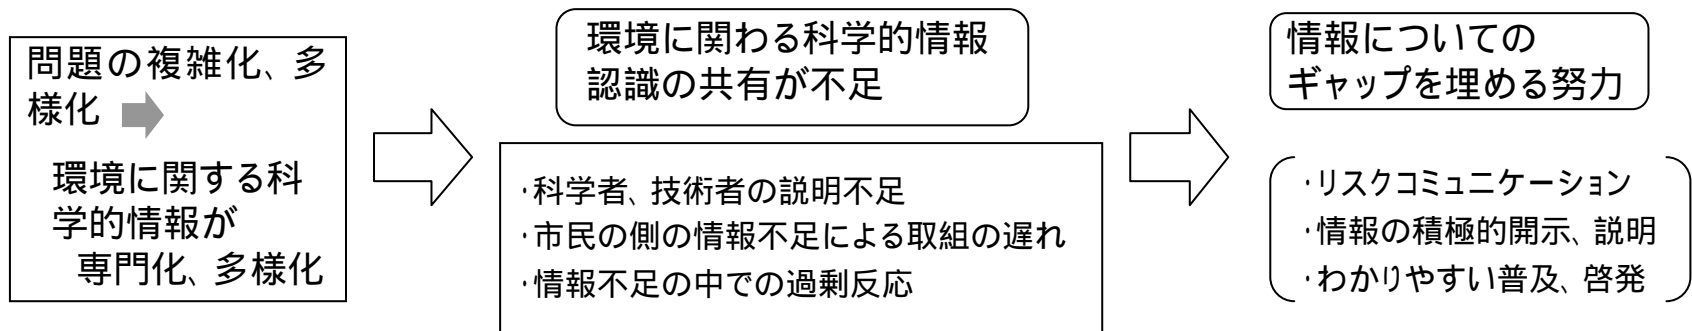 問題の複雑化、多
様化
環境に関する科
学的情報が
専門化、多様化
環境に関わる科学的情報
認識の共有が不足
・科学者、技術者の説明不足
・市民の側の情報不足による取組の遅れ
・情報不足の中での過剰反応
情報についての
ギャップを埋める努力
・リスクコミュニケーション
・情報の積極的開示、説明
・わかりやすい普及、啓発